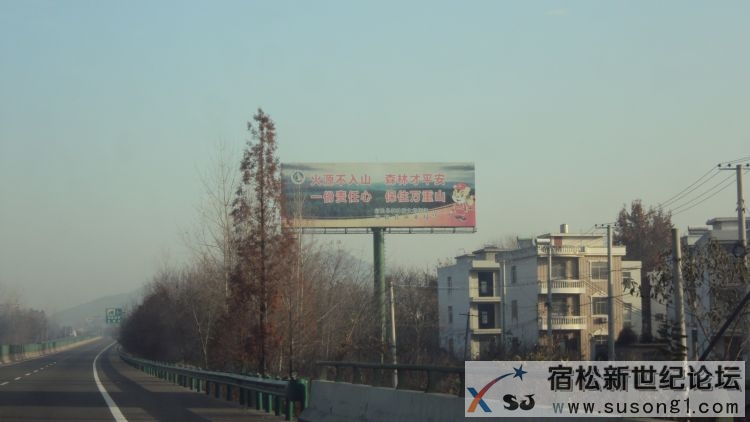 火源不入山 森林才平安
一份责任心 保住万重山
宿松新世纪论坛
XSJ
www.susong1.com